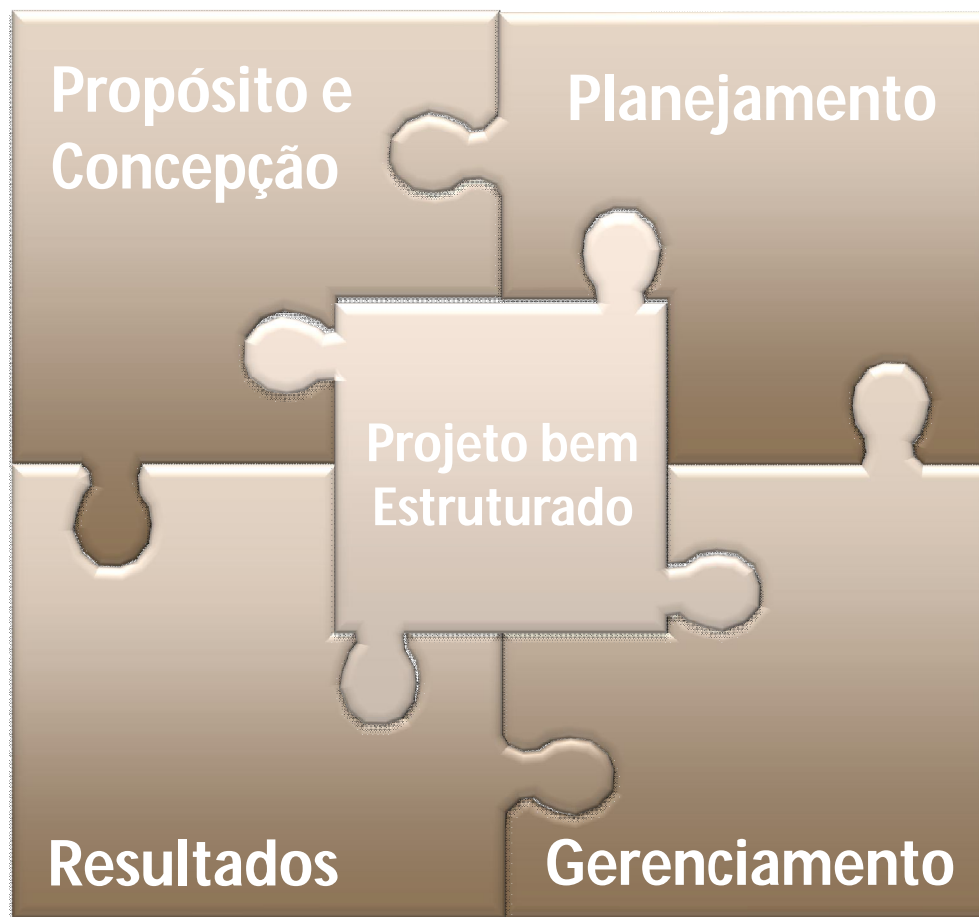 Propósito e
Concepção
Planejamento
Projeto bem
Estruturado
Resultados
Gerenciamento